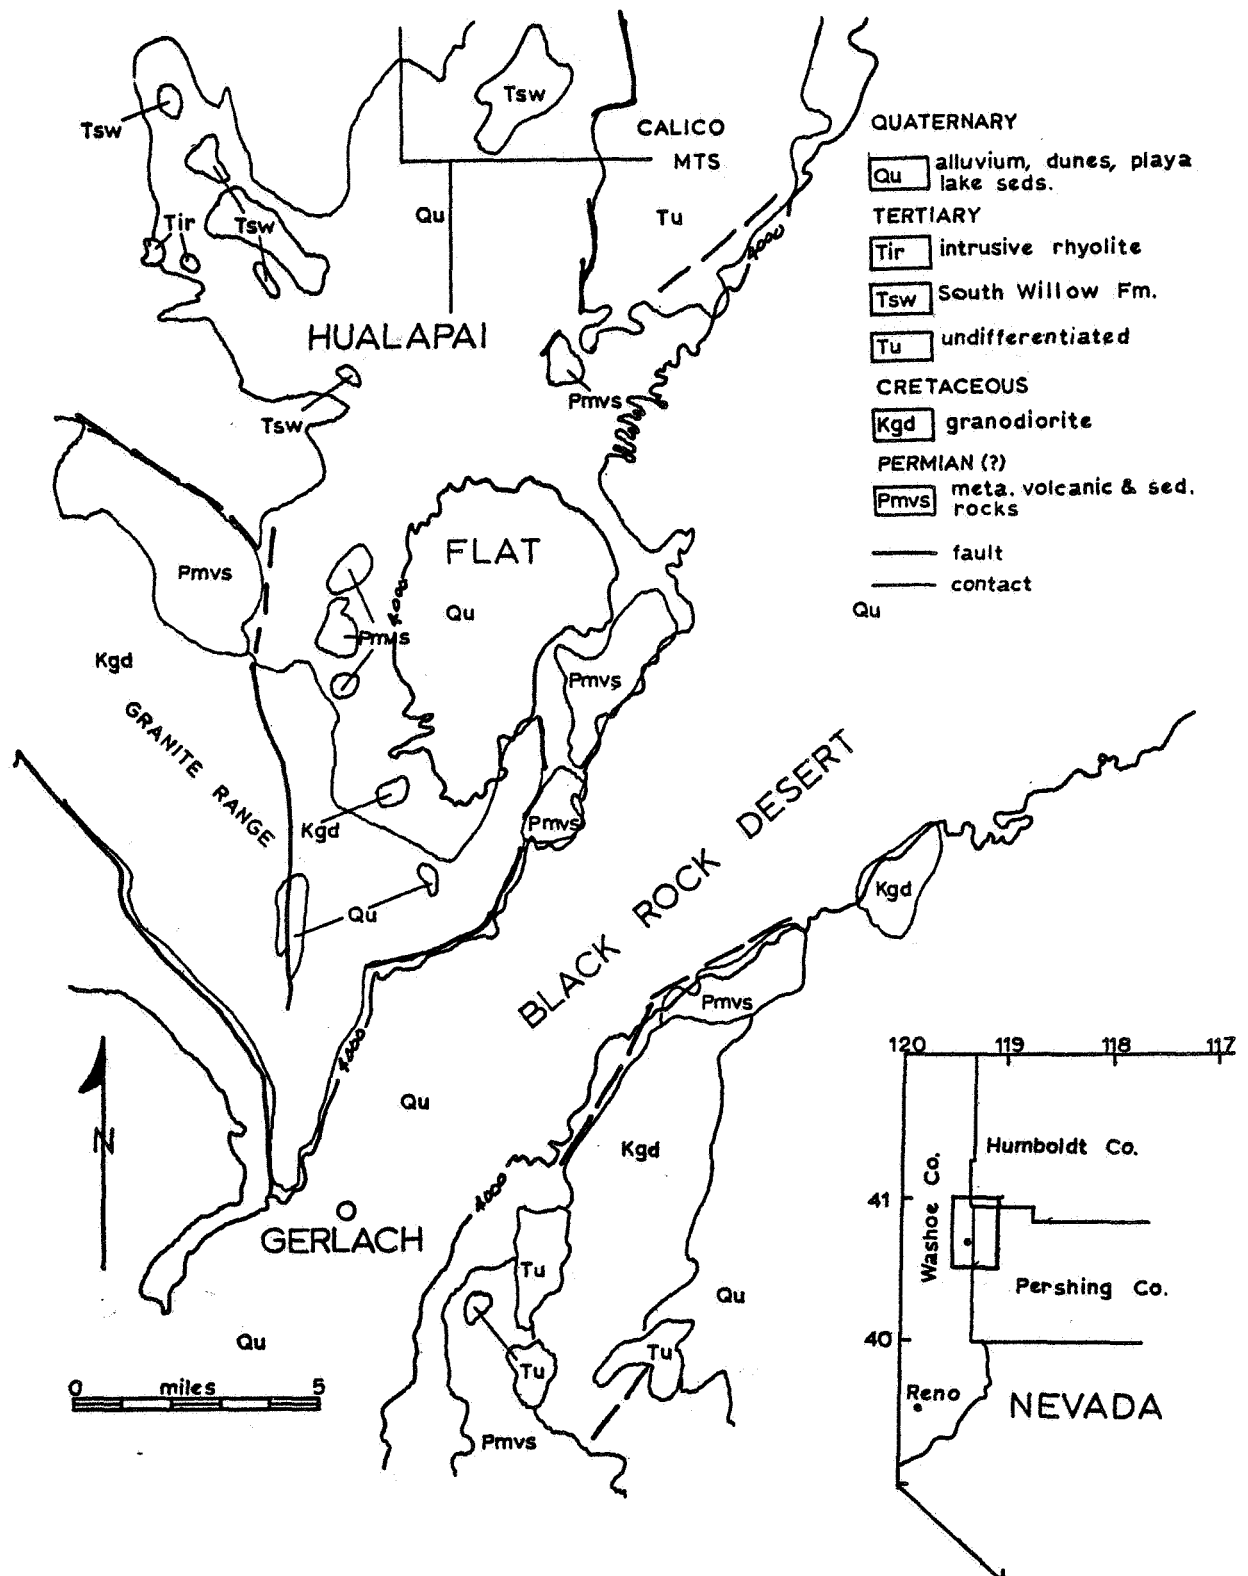 Tsw
Tsw
CALICO
MTS
Tir
Tsw
Qu
Tu
4000
HUALAPAI
Pmvs
Tsw
QUATERNARY
Qu alluvium, dunes, playa
lake seds.
TERTIARY
Tir intrusive rhyolite
Tsw South Willow Fm.
Tu undifferentiated
CRETACEOUS
Kgd granodiorite
PERMIAN (?)
Pmvs meta. volcanic & sed.
rocks
fault
contact
Qu
FLAT
Pmvs
4000
Qu
Pmvs
Kgd
Pmvs
GRANITE RANGE
Kgd
Pmvs
BLACK ROCK DESERT
Kgd
Qu
Pmvs
4000
Qu
Kgd
N
4000
GERLACH
Tu
Qu
Qu
Tu
Tu
0 miles 5
Pmvs
120 119 118 117
Humboldt Co.
41
Washoe Co.
Pershing Co.
40
Reno
NEVADA